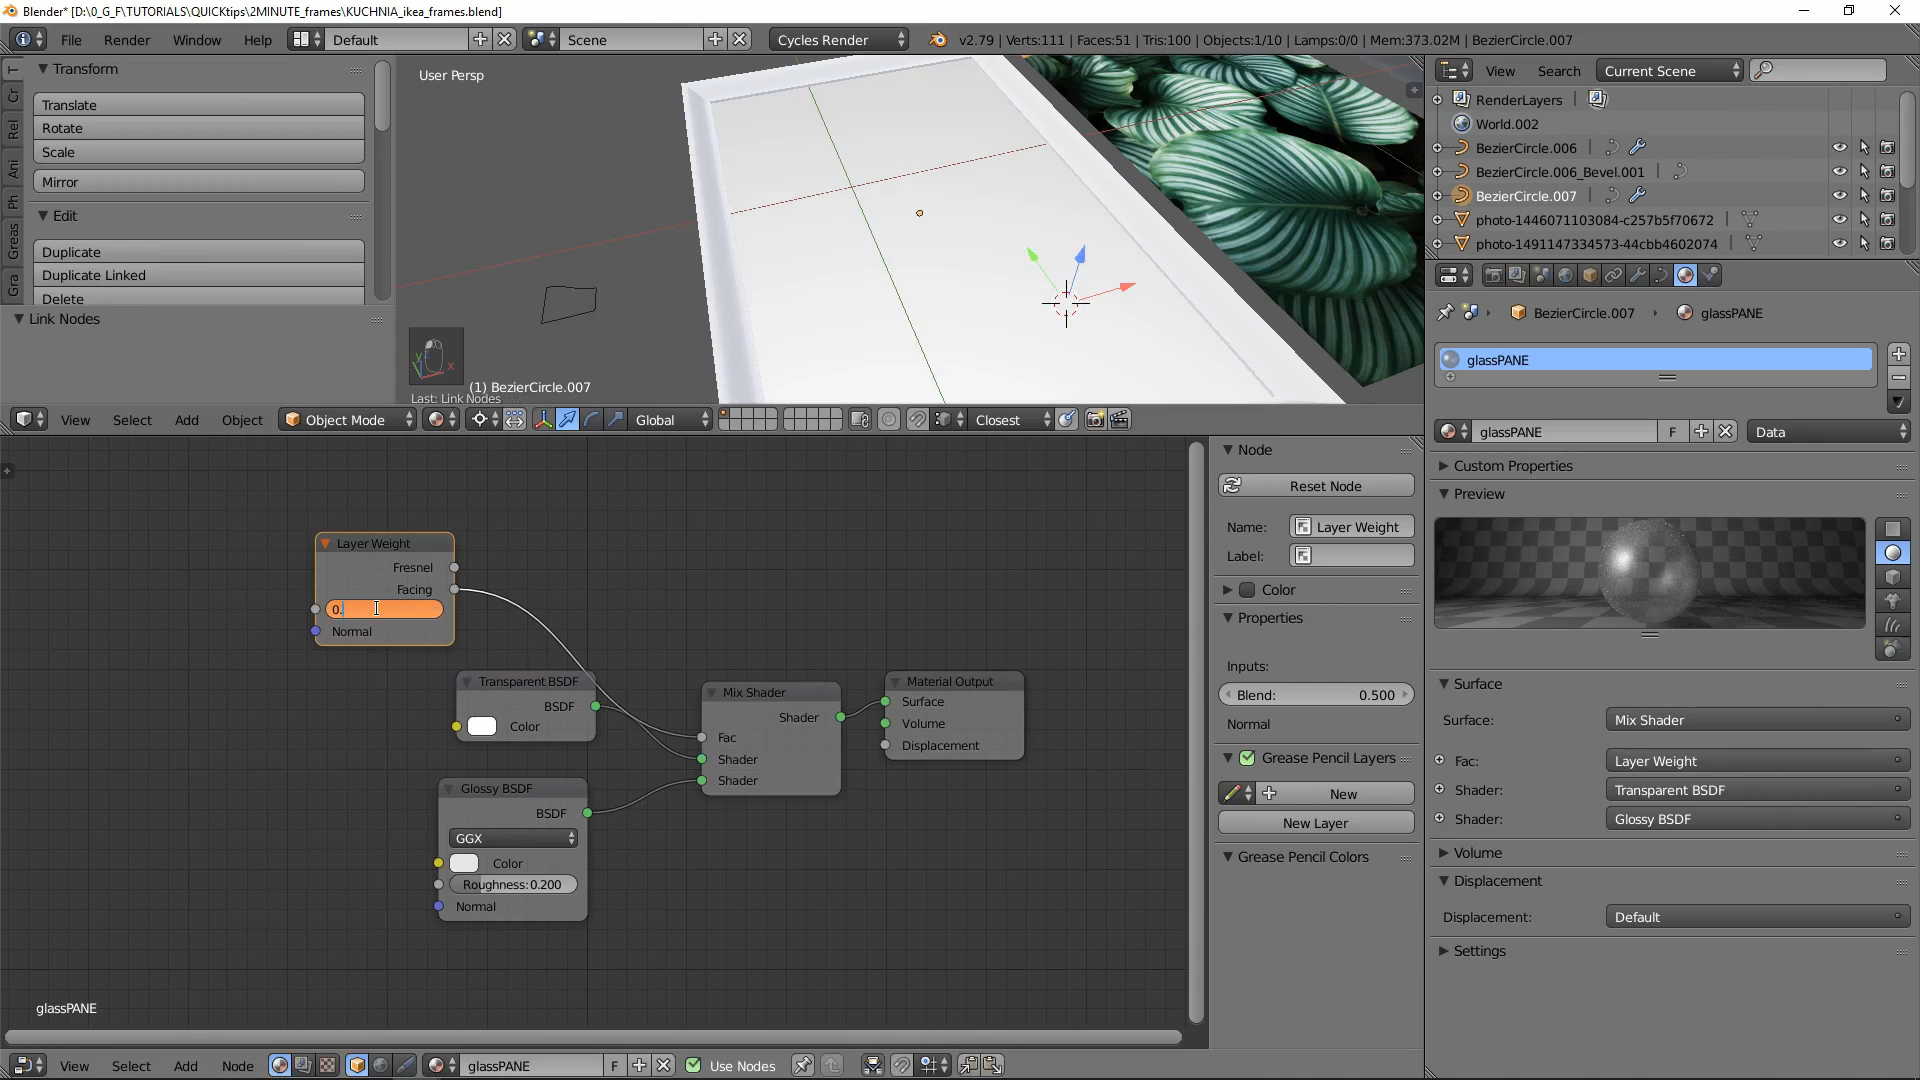 Blender* [D:\0_G_F\TUTORIALS\QUICKtips\2MINUTE_frames\KUCHNIA_ikea_frames.blend]
File Render Window Help Default Scene Cycles Render v2.79 | Verts:111 | Faces:51 | Tris:100 | Objects:1/10 | Lamps:0/0 | Mem:373.02M | BezierCircle.007
T
Cr
Rel
Ani
Ph
Greas
Gra
Transform
Translate
Rotate
Scale
Mirror
Edit
Duplicate
Duplicate Linked
Delete
Link Nodes
User Persp
(1) BezierCircle.007
Last: Link Nodes
View Select Add Object Object Mode Global Closest
View Search Current Scene
RenderLayers
World.002
BezierCircle.006
BezierCircle.006_Bevel.001
BezierCircle.007
photo-1446071103084-c257b5f70672
photo-1491147334573-44cbb4602074
BezierCircle.007 glassPANE
glassPANE
glassPANE F Data
Custom Properties
Preview
Surface
Surface: Mix Shader
Fac: Layer Weight
Shader: Transparent BSDF
Shader: Glossy BSDF
Volume
Displacement
Displacement: Default
Settings
Layer Weight
Fresnel
Facing
0.
Normal
Transparent BSDF
BSDF
Color
Glossy BSDF
BSDF
GGX
Color
Roughness:0.200
Normal
Mix Shader
Shader
Fac
Shader
Shader
Material Output
Surface
Volume
Displacement
Node
Reset Node
Name: Layer Weight
Label:
Color
Properties
Inputs:
Blend: 0.500
Normal
Grease Pencil Layers
New
New Layer
Grease Pencil Colors
glassPANE
View Select Add Node glassPANE F Use Nodes